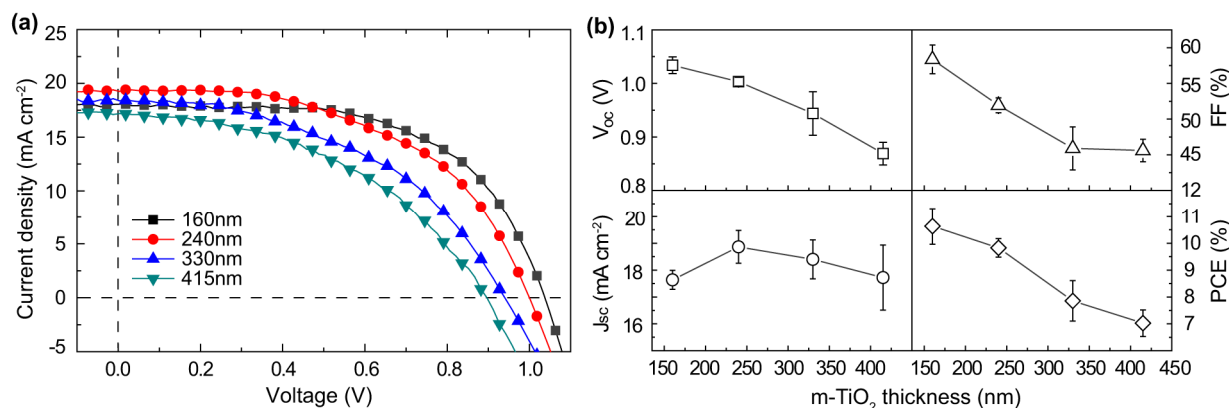 (a)
25
20
15
10
5
0
-5
Current density (mA cm⁻²)
160nm
240nm
330nm
415nm
0.0 0.2 0.4 0.6 0.8 1.0
Voltage (V)
(b)
1.1
1.0
0.9
0.8
V_oc (V)
60
55
50
45
FF (%)
20
18
16
J_sc (mA cm⁻²)
12
11
10
9
8
7
PCE (%)
150 200 250 300 350 400 150 200 250 300 350 400 450
m-TiO₂ thickness (nm)